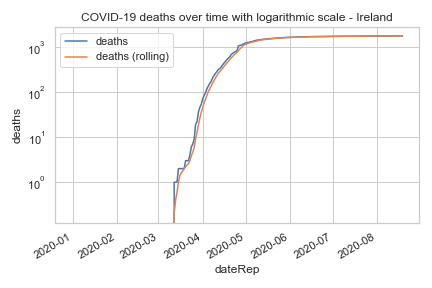 COVID-19 deaths over time with logarithmic scale - Ireland
deaths
deaths (rolling)
10³
10²
10¹
10⁰
deaths
2020-01
2020-02
2020-03
2020-04
2020-05
2020-06
2020-07
2020-08
dateRep